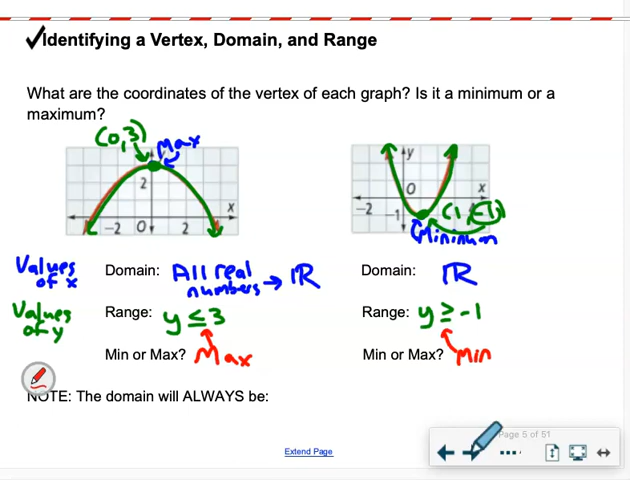 ✓Identifying a Vertex, Domain, and Range
What are the coordinates of the vertex of each graph? Is it a minimum or a
maximum?
(0,3) Max
2
x
-2 0 2
y
0 x
-2 -1
(1,-1)
Minimum
Values
of x
Domain: All real
numbers → ℝ
Domain: ℝ
Values
of y
Range: y ≤ 3
Range: y ≥ -1
Min or Max? Max
Min or Max? Min
NOTE: The domain will ALWAYS be:
Extend Page
Page 5 of 51